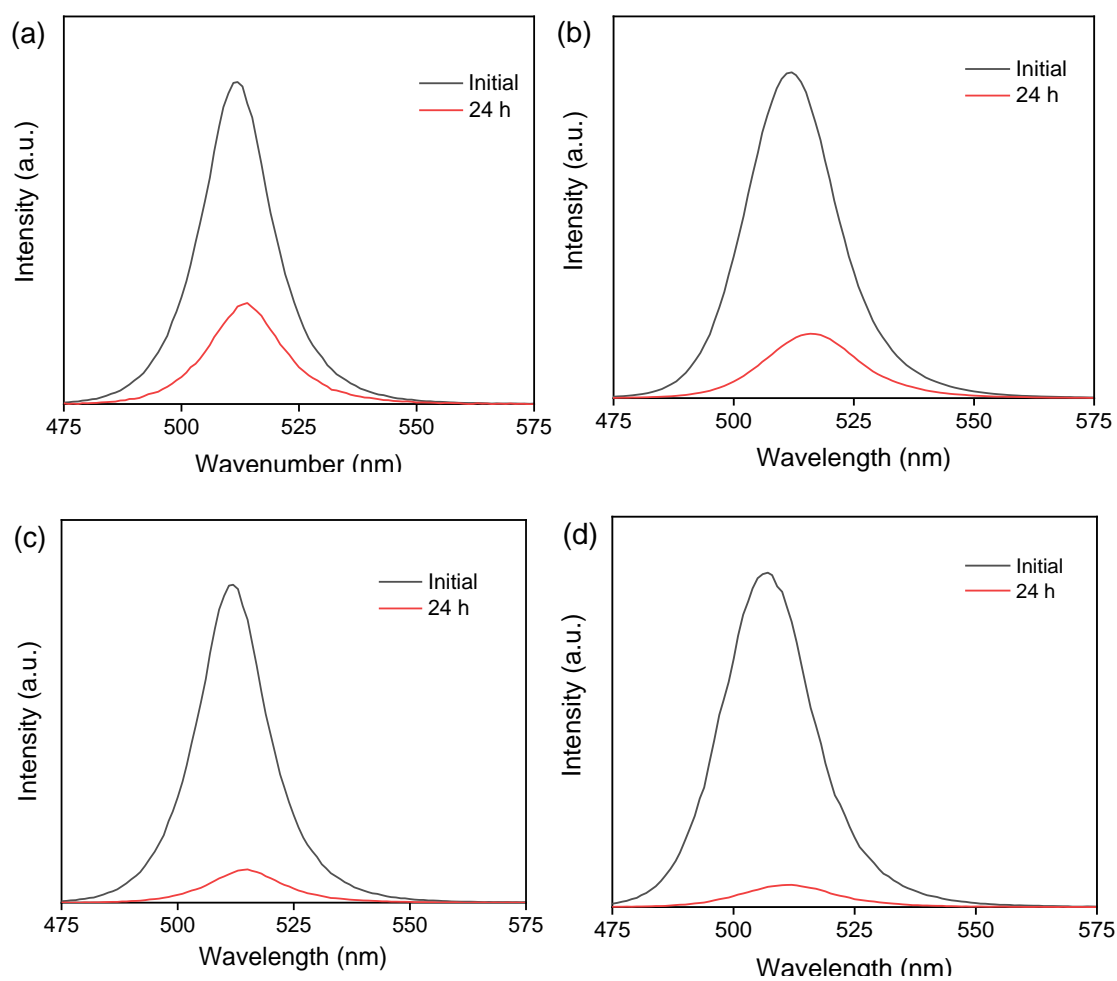 (a)
Intensity (a.u.)
Initial
24 h
475 500 525 550 575
Wavenumber (nm)
(b)
Intensity (a.u.)
Initial
24 h
475 500 525 550 575
Wavelength (nm)
(c)
Intensity (a.u.)
Initial
24 h
475 500 525 550 575
Wavelength (nm)
(d)
Intensity (a.u.)
Initial
24 h
475 500 525 550 575
Wavelength (nm)